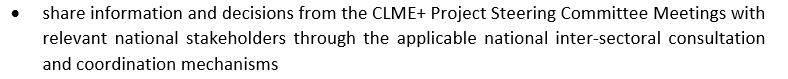 • share information and decisions from the CLME+ Project Steering Committee Meetings with
relevant national stakeholders through the applicable national inter-sectoral consultation
and coordination mechanisms